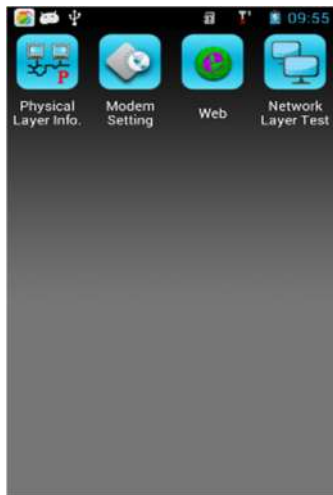 09:55
Physical
Layer Info.
Modem
Setting
Web
Network
Layer Test
P